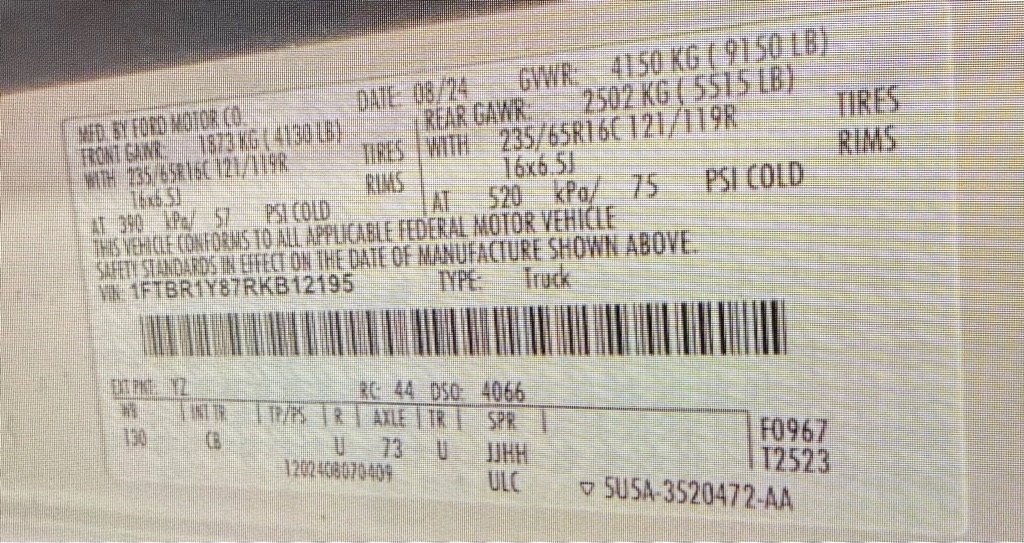 MFD. BY FORD MOTOR CO. DATE: 08/24 GVWR: 4150 KG ( 9150 LB)
FRONT GAWR: 1873 KG ( 4130 LB) REAR GAWR: 2502 KG ( 5515 LB)
WITH 235/65R16C 121/119R TIRES WITH 235/65R16C 121/119R TIRES
16x6.5J RIMS 16x6.5J RIMS
AT 390 kPa/ 57 PSI COLD AT 520 kPa/ 75 PSI COLD
THIS VEHICLE CONFORMS TO ALL APPLICABLE FEDERAL MOTOR VEHICLE
SAFETY STANDARDS IN EFFECT ON THE DATE OF MANUFACTURE SHOWN ABOVE.
VIN: 1FTBR1Y87RKB12195 TYPE: Truck
EXT PNT: YZ RC: 44 DSO: 4066
WB INT TR TP/PS R AXLE TR SPR F0967
130 CB U 73 U JJHH T2523
1202408070409 ULC ▽ 5U5A-3520472-AA